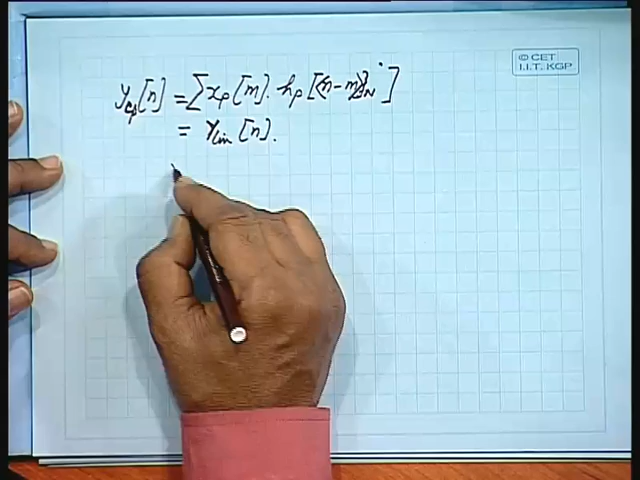 y_cp[n] = Σ x_p[m]. h_p[⟨n-m⟩_N]
= y_lin[n].
© CET
I.I.T. KGP